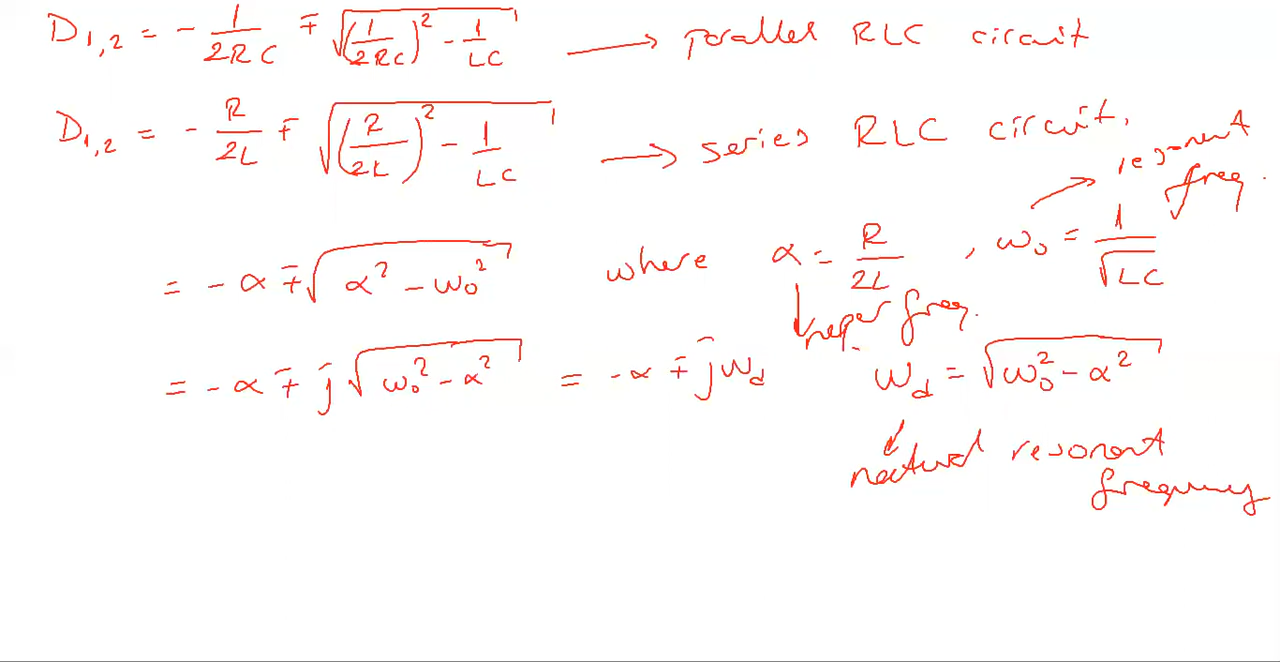 D₁,₂ = - 1/(2RC) ∓ √((1/(2RC))² - 1/(LC)) → parallel RLC circuit
D₁,₂ = - R/(2L) ∓ √((R/(2L))² - 1/(LC)) → series RLC circuit.
= - α ∓ √(α² - ω₀²) where α = R/(2L) , ω₀ = 1/√(LC) → resonant freq.
↓ neper freq.
= - α ∓ j √(ω₀² - α²) = - α ∓ jω_d ω_d = √(ω₀² - α²)
↓ natural resonant
frequency